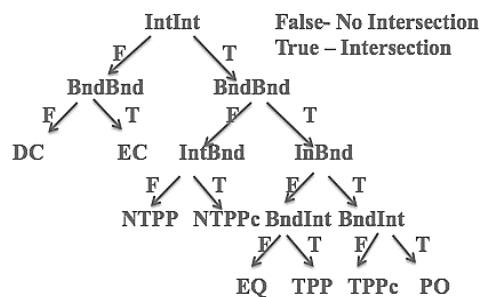 IntInt False- No Intersection
F T True – Intersection
BndBnd BndBnd
F T F T
DC EC IntBnd InBnd
F T F T
NTPP NTPPc BndInt BndInt
F T F T
EQ TPP TPPc PO